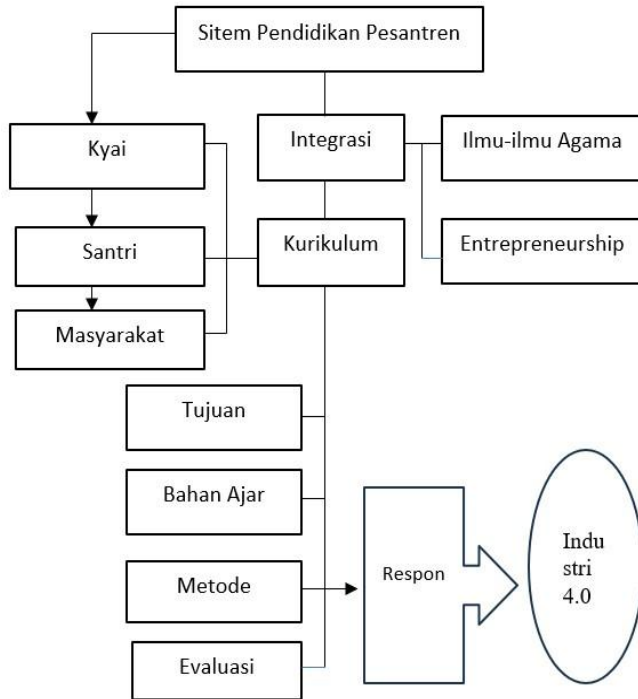 Sitem Pendidikan Pesantren
Kyai
Integrasi
Ilmu-ilmu Agama
Santri
Kurikulum
Entrepreneurship
Masyarakat
Tujuan
Bahan Ajar
Metode
Evaluasi
Respon
Indu
stri
4.0